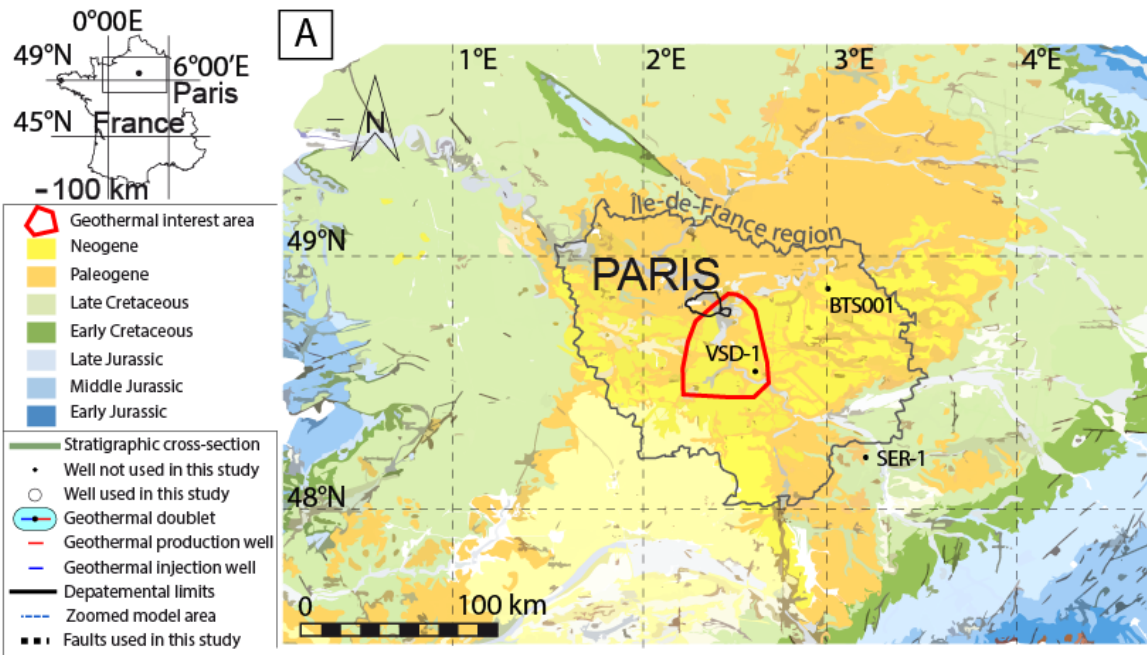 0°00'E
49°N
6°00'E
Paris
45°N
France
100 km
Geothermal interest area
Neogene
Paleogene
Late Cretaceous
Early Cretaceous
Late Jurassic
Middle Jurassic
Early Jurassic
Stratigraphic cross-section
Well not used in this study
Well used in this study
Geothermal doublet
Geothermal production well
Geothermal injection well
Depatemental limits
Zoomed model area
Faults used in this study
A
1°E
2°E
3°E
4°E
N
Île-de-France region
49°N
PARIS
BTS001
VSD-1
SER-1
48°N
0
100 km